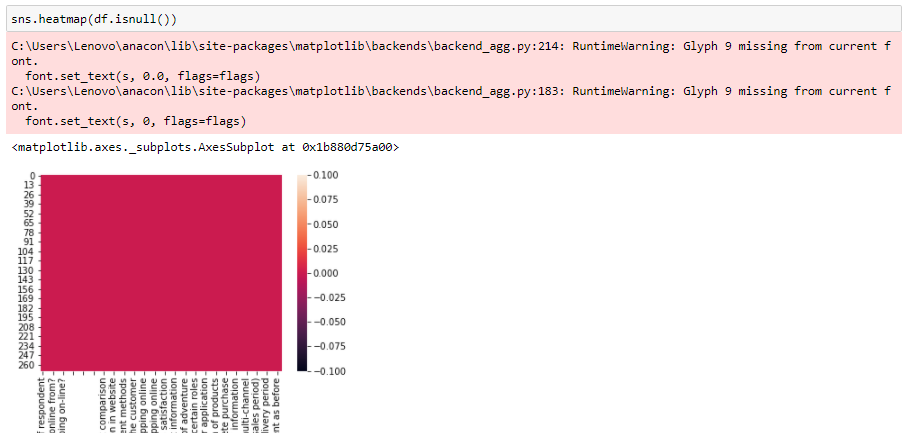 sns.heatmap(df.isnull())
C:\Users\Lenovo\anacon\lib\site-packages\matplotlib\backends\backend_agg.py:214: RuntimeWarning: Glyph 9 missing from current f
ont.
  font.set_text(s, 0.0, flags=flags)
C:\Users\Lenovo\anacon\lib\site-packages\matplotlib\backends\backend_agg.py:183: RuntimeWarning: Glyph 9 missing from current f
ont.
  font.set_text(s, 0, flags=flags)
<matplotlib.axes._subplots.AxesSubplot at 0x1b880d75a00>
0
13
26
39
52
65
78
91
104
117
130
143
156
169
182
195
208
221
234
247
260
0.100
0.075
0.050
0.025
0.000
−0.025
−0.050
−0.075
−0.100
respondent
online from?
ping on-line?
comparison
n in website
ent methods
he customer
pping online
pping online
satisfaction
information
of adventure
certain roles
r application
n of products
te purchase
information
ulti-channel
sales period)
livery period
nt as before